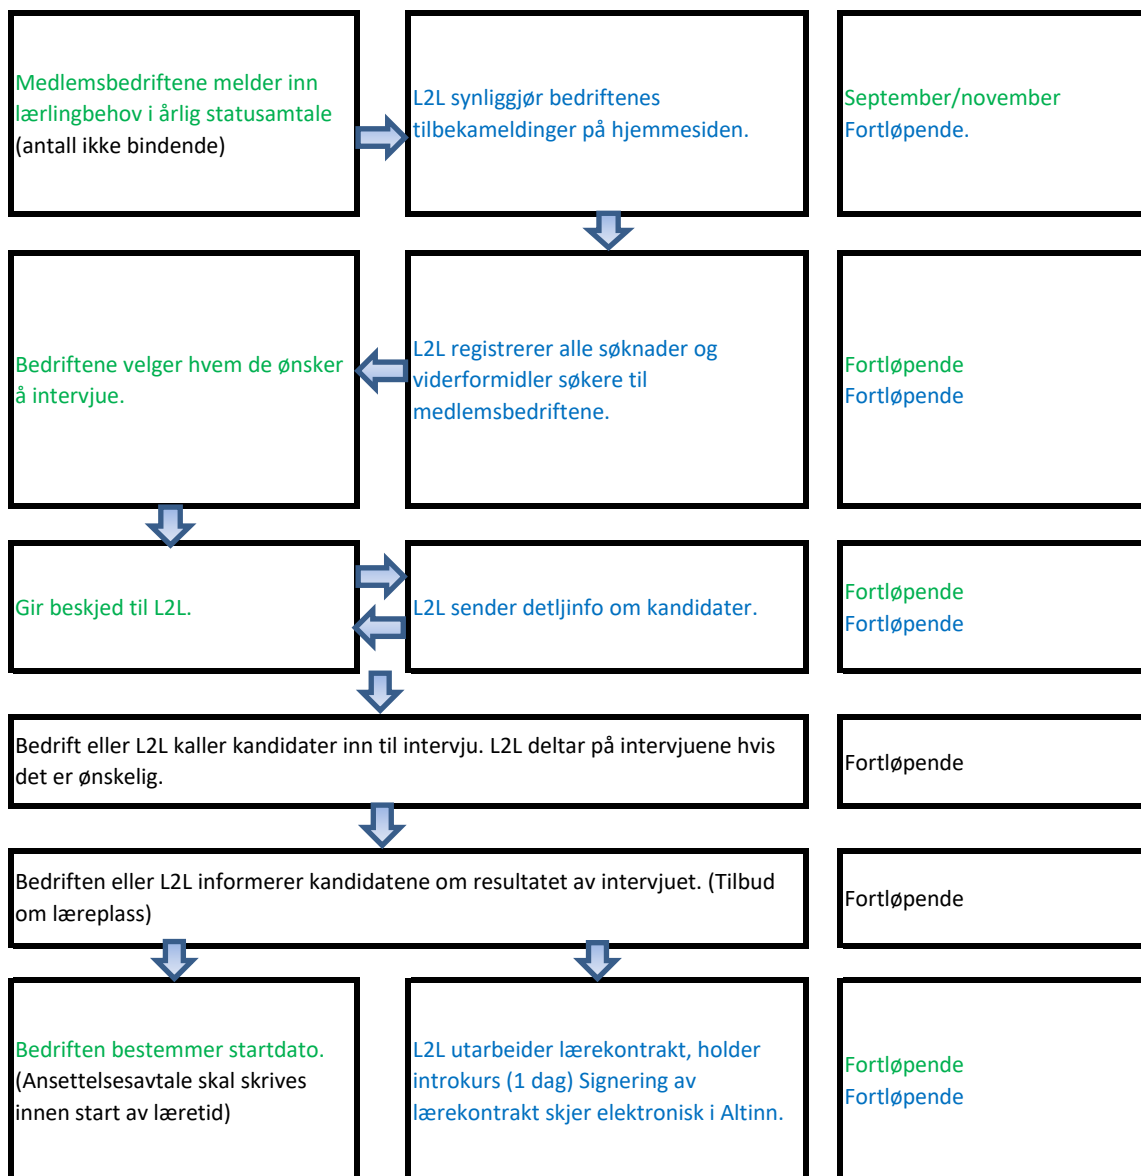 Medlemsbedriftene melder inn
lærlingbehov i årlig statusamtale
(antall ikke bindende)
L2L synliggjør bedriftenes
tilbekameldinger på hjemmesiden.
September/november
Fortløpende.
Bedriftene velger hvem de ønsker
å intervjue.
L2L registrerer alle søknader og
viderformidler søkere til
medlemsbedriftene.
Fortløpende
Fortløpende
Gir beskjed til L2L.
L2L sender detljinfo om kandidater.
Fortløpende
Fortløpende
Bedrift eller L2L kaller kandidater inn til intervju. L2L deltar på intervjuene hvis
det er ønskelig.
Fortløpende
Bedriften eller L2L informerer kandidatene om resultatet av intervjuet. (Tilbud
om læreplass)
Fortløpende
Bedriften bestemmer startdato.
(Ansettelsesavtale skal skrives
innen start av læretid)
L2L utarbeider lærekontrakt, holder
introkurs (1 dag) Signering av
lærekontrakt skjer elektronisk i Altinn.
Fortløpende
Fortløpende